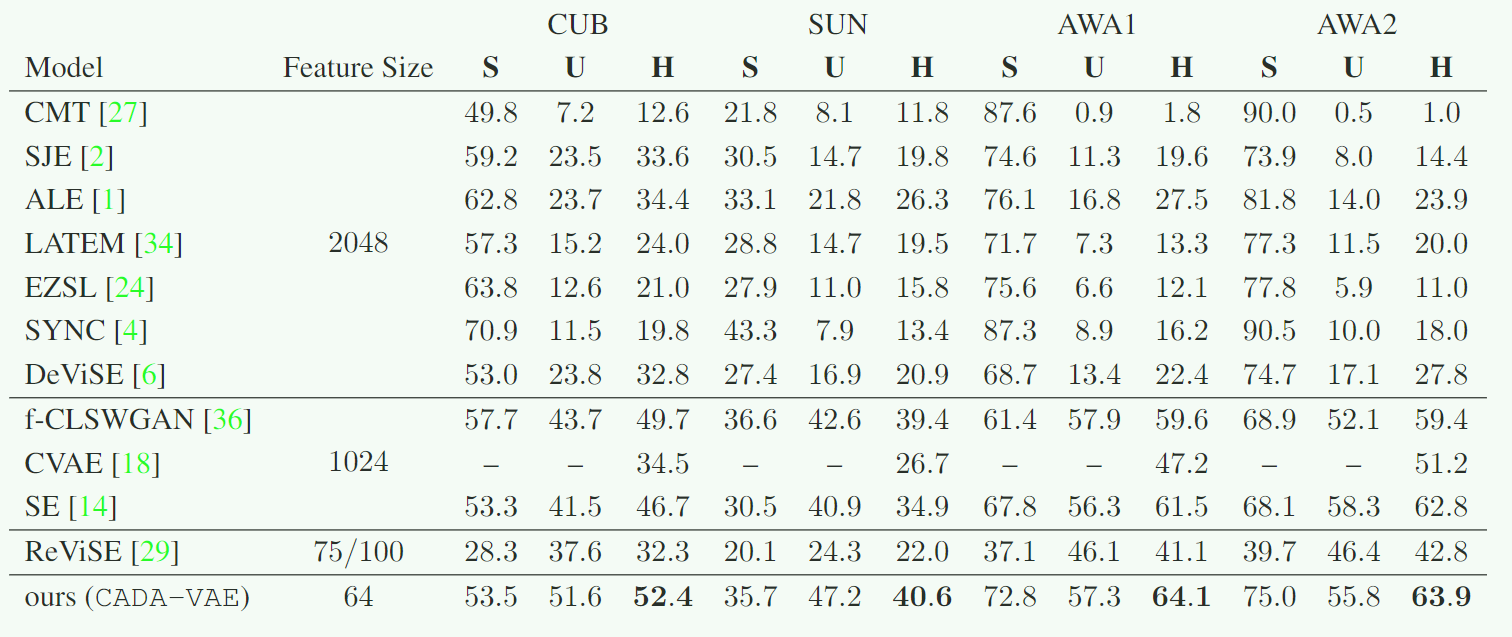 CUB SUN AWA1 AWA2
Model Feature Size S U H S U H S U H S U H
CMT [27] 49.8 7.2 12.6 21.8 8.1 11.8 87.6 0.9 1.8 90.0 0.5 1.0
SJE [2] 59.2 23.5 33.6 30.5 14.7 19.8 74.6 11.3 19.6 73.9 8.0 14.4
ALE [1] 62.8 23.7 34.4 33.1 21.8 26.3 76.1 16.8 27.5 81.8 14.0 23.9
LATEM [34] 2048 57.3 15.2 24.0 28.8 14.7 19.5 71.7 7.3 13.3 77.3 11.5 20.0
EZSL [24] 63.8 12.6 21.0 27.9 11.0 15.8 75.6 6.6 12.1 77.8 5.9 11.0
SYNC [4] 70.9 11.5 19.8 43.3 7.9 13.4 87.3 8.9 16.2 90.5 10.0 18.0
DeViSE [6] 53.0 23.8 32.8 27.4 16.9 20.9 68.7 13.4 22.4 74.7 17.1 27.8
f-CLSWGAN [36] 57.7 43.7 49.7 36.6 42.6 39.4 61.4 57.9 59.6 68.9 52.1 59.4
CVAE [18] 1024 – – 34.5 – – 26.7 – – 47.2 – – 51.2
SE [14] 53.3 41.5 46.7 30.5 40.9 34.9 67.8 56.3 61.5 68.1 58.3 62.8
ReViSE [29] 75/100 28.3 37.6 32.3 20.1 24.3 22.0 37.1 46.1 41.1 39.7 46.4 42.8
ours (CADA-VAE) 64 53.5 51.6 52.4 35.7 47.2 40.6 72.8 57.3 64.1 75.0 55.8 63.9